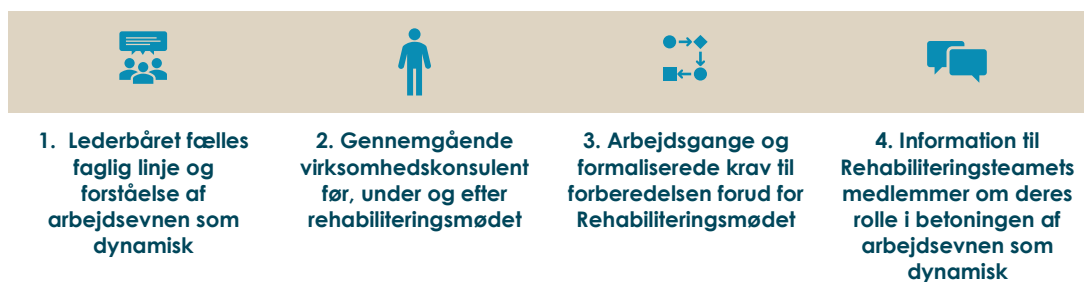 1. Lederbåret fælles
faglig linje og
forståelse af
arbejdsevnen som
dynamisk
2. Gennemgående
virksomhedskonsulent
før, under og efter
rehabiliteringsmødet
3. Arbejdsgange og
formaliserede krav til
forberedelsen forud for
Rehabiliteringsmødet
4. Information til
Rehabiliteringsteamets
medlemmer om deres
rolle i betoningen af
arbejdsevnen som
dynamisk